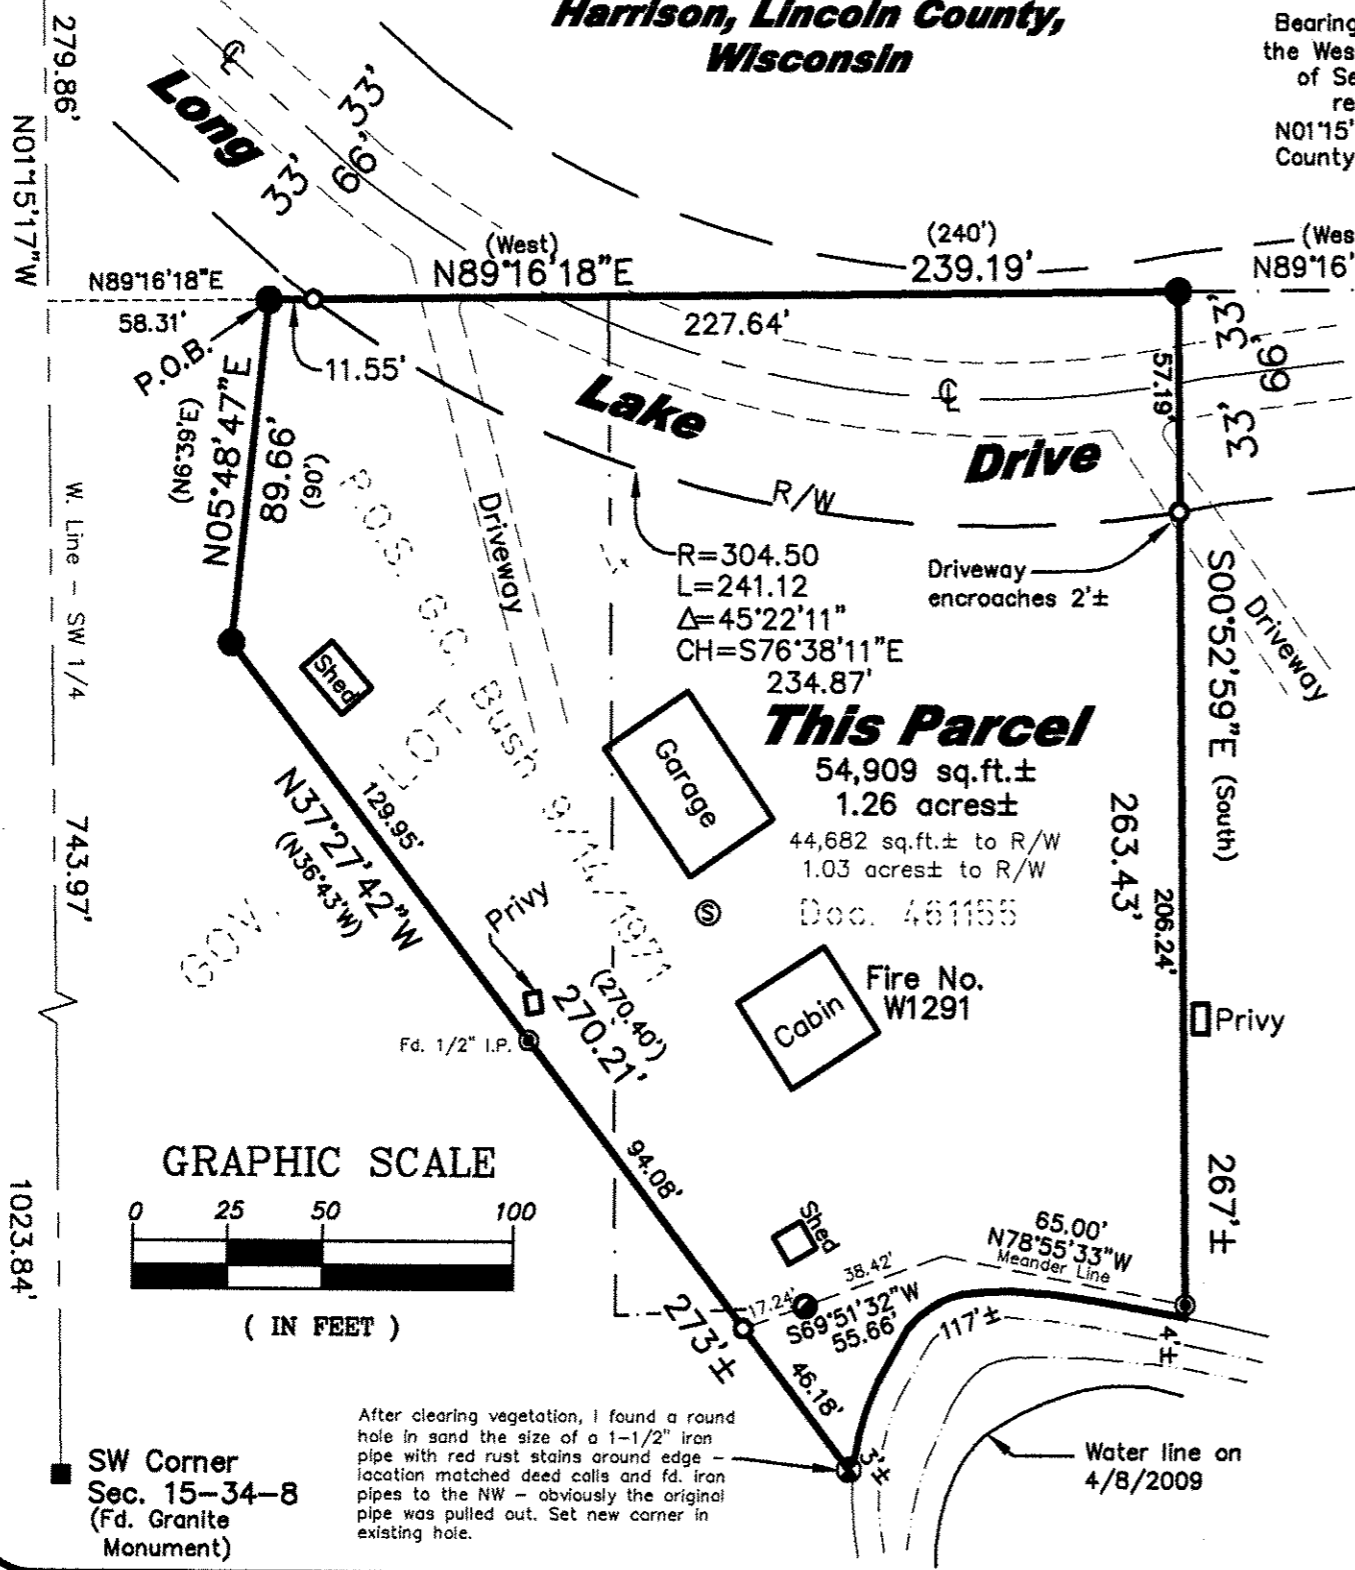 Harrison, Lincoln County,
Wisconsin
Bearing
the Wes
of Se
re
N01°15'
County
279.86'
N01°15'17"W
℄
Long
33'
66'
33'
(West)
N89°16'18"E
(240')
239.19'
(Wes
N89°16'
N89°16'18"E
58.31'
P.O.B.
11.55'
227.64'
57.19'
33'
66'
33'
Lake
℄
Drive
R/W
(N6°39'E)
N05°48'47"E
89.66'
(90')
W. Line - SW 1/4
P.O.S. G.C. Bush 9/14/1971
Driveway
R=304.50
L=241.12
Δ=45°22'11"
CH=S76°38'11"E
234.87'
Driveway
encroaches 2'±
Driveway
S00°52'59"E (South)
Shed
Garage
This Parcel
54,909 sq.ft.±
1.26 acres±
44,682 sq.ft.± to R/W
1.03 acres± to R/W
Doc. 461155
263.43'
206.24'
GOV. LOT
N37°27'42"W
(N36°43'W)
129.95'
743.97'
Privy
Ⓢ
(270.40')
270.21'
Cabin
Fire No.
W1291
Privy
Fd. 1/2" I.P.
94.08'
267'±
GRAPHIC SCALE
0 25 50 100
( IN FEET )
1023.84'
Shed
65.00'
N78°55'33"W
Meander Line
38.42'
17.24'
S69°51'32"W
55.66'
273'±
117'±
4'±
46.18'
3'±
After clearing vegetation, I found a round
hole in sand the size of a 1-1/2" iron
pipe with red rust stains around edge -
location matched deed calls and fd. iron
pipes to the NW - obviously the original
pipe was pulled out. Set new corner in
existing hole.
Water line on
4/8/2009
SW Corner
Sec. 15-34-8
(Fd. Granite
Monument)